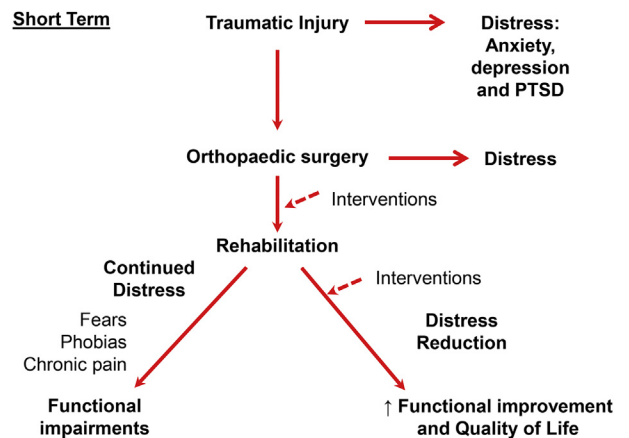 Short Term
Traumatic Injury
Distress:
Anxiety,
depression
and PTSD
Orthopaedic surgery
Distress
Interventions
Rehabilitation
Continued
Distress
Interventions
Fears
Phobias
Chronic pain
Distress
Reduction
Functional
impairments
↑ Functional improvement
and Quality of Life